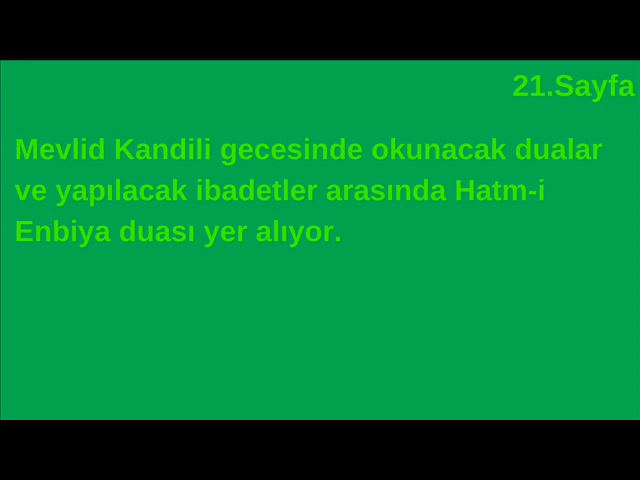 21.Sayfa
Mevlid Kandili gecesinde okunacak dualar
ve yapılacak ibadetler arasında Hatm-i
Enbiya duası yer alıyor.